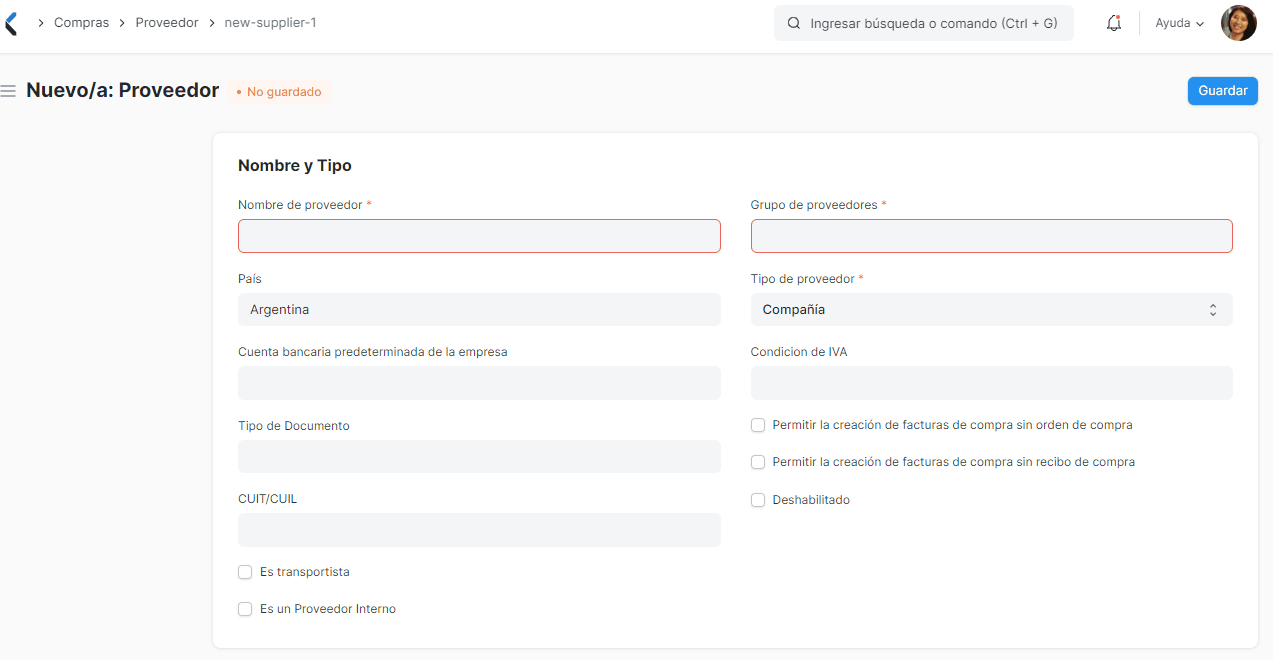 Compras Proveedor new-supplier-1
Ingresar búsqueda o comando (Ctrl + G)
Ayuda
Nuevo/a: Proveedor
• No guardado
Guardar
Nombre y Tipo
Nombre de proveedor *
Grupo de proveedores *
País
Argentina
Tipo de proveedor *
Compañía
Cuenta bancaria predeterminada de la empresa
Condicion de IVA
Tipo de Documento
Permitir la creación de facturas de compra sin orden de compra
Permitir la creación de facturas de compra sin recibo de compra
CUIT/CUIL
Deshabilitado
Es transportista
Es un Proveedor Interno